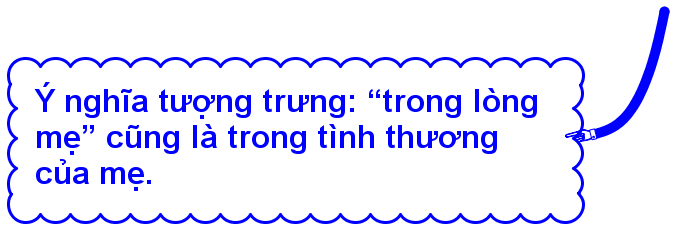 Ý nghĩa tượng trưng: “trong lòng
mẹ” cũng là trong tình thương
của mẹ.